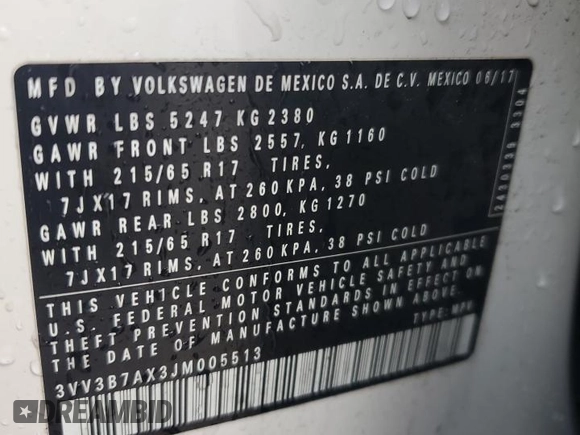 MFD BY VOLKSWAGEN DE MEXICO S.A. DE C.V. MEXICO 06/17
GVWR LBS 5247 KG 2380
GAWR FRONT LBS 2557, KG 1160
WITH 215/65 R17 TIRES,
7JX17 RIMS, AT 260 KPA, 38 PSI COLD
GAWR REAR LBS 2800, KG 1270
WITH 215/65 R17 TIRES,
7JX17 RIMS, AT 260 KPA, 38 PSI COLD
THIS VEHICLE CONFORMS TO ALL APPLICABLE
U.S. FEDERAL MOTOR VEHICLE SAFETY AND
THEFT PREVENTION STANDARDS IN EFFECT ON
THE DATE OF MANUFACTURE SHOWN ABOVE.
TYPE: MPV
3VV3B7AX3JM005513
2430139 3304
DREAMBID
DREAMBID